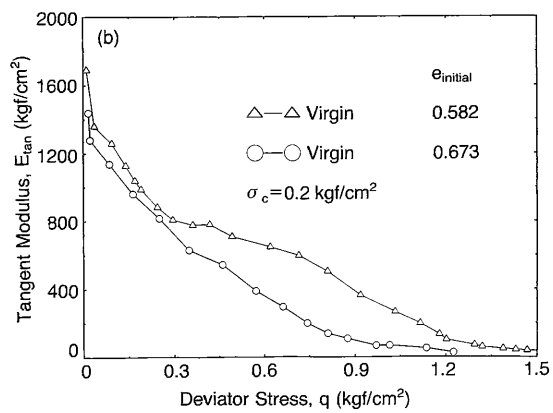 2000
(b)
e_initial
1600
△—△—△ Virgin 0.582
○—○ Virgin 0.673
1200
σ_c=0.2 kgf/cm²
800
400
0
0 0.3 0.6 0.9 1.2 1.5
Tangent Modulus, E_tan (kgf/cm²)
Deviator Stress, q (kgf/cm²)